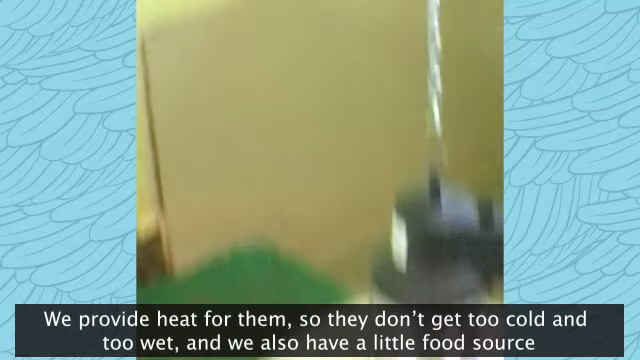 We provide heat for them, so they don’t get too cold and
too wet, and we also have a little food source